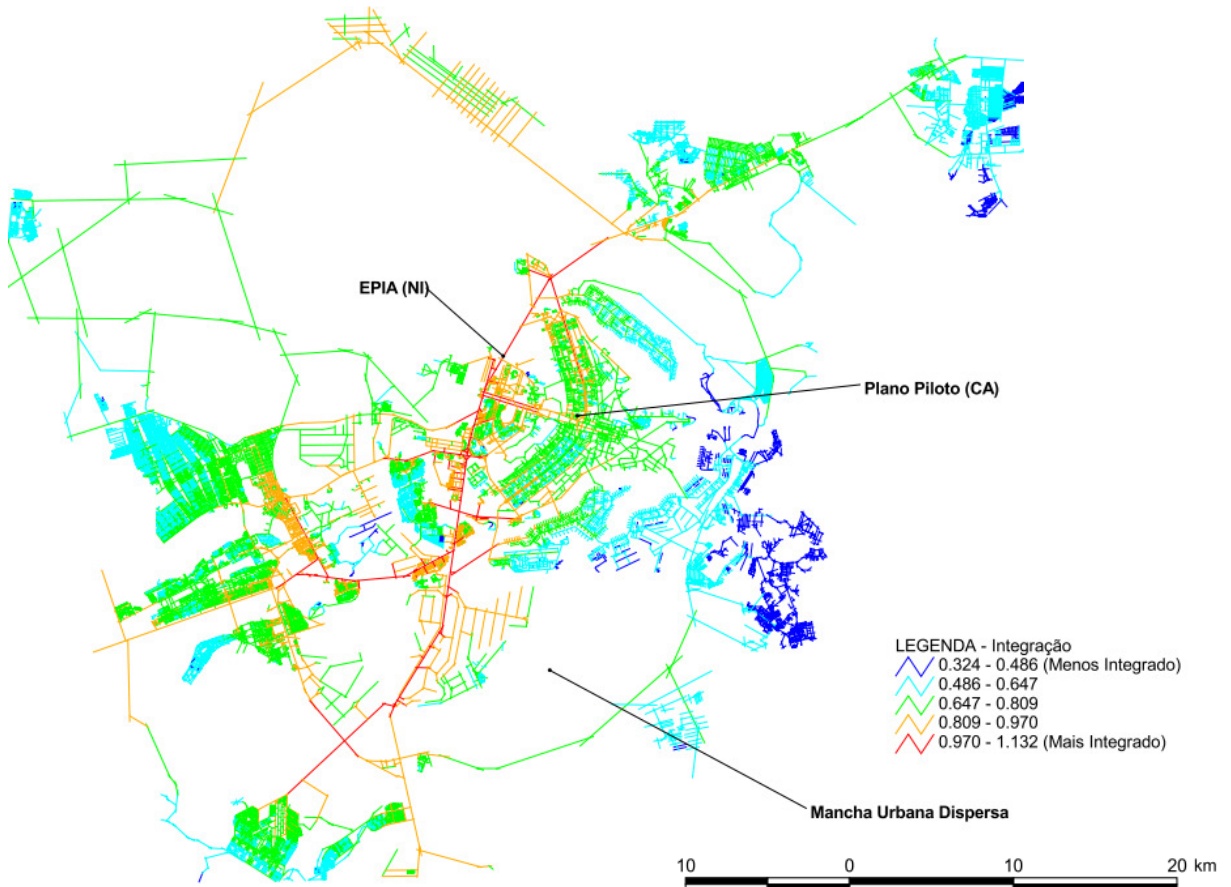 EPIA (NI)
Plano Piloto (CA)
LEGENDA - Integração
0.324 - 0.486 (Menos Integrado)
0.486 - 0.647
0.647 - 0.809
0.809 - 0.970
0.970 - 1.132 (Mais Integrado)
Mancha Urbana Dispersa
10 0 10 20 km